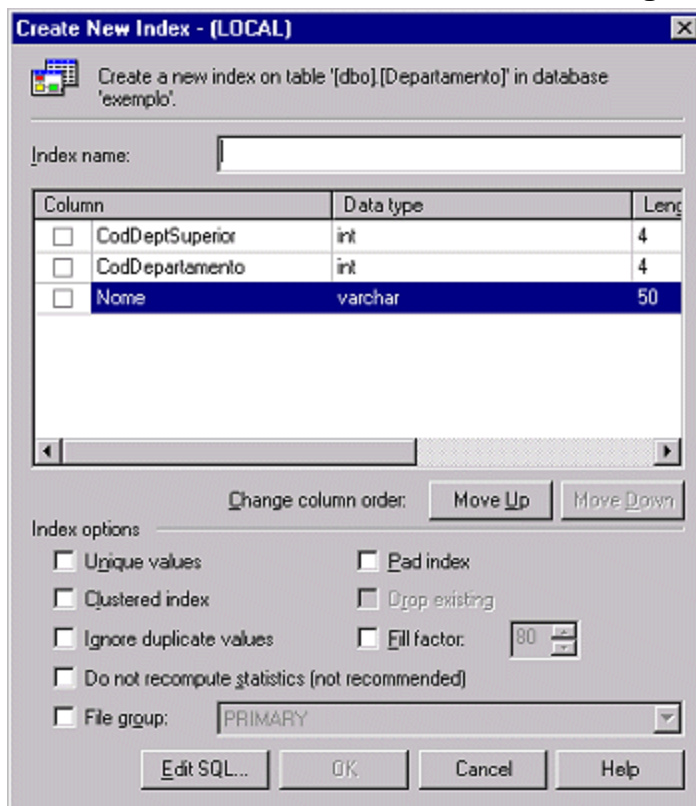 Create New Index - (LOCAL)
Create a new index on table '[dbo].[Departamento]' in database
'exemplo'.
Index name:
Column Data type Leng
CodDeptSuperior int 4
CodDepartamento int 4
Nome varchar 50
Change column order: Move Up Move Down
Index options
Unique values Pad index
Clustered index Drop existing
Ignore duplicate values Fill factor: 80
Do not recompute statistics (not recommended)
File group: PRIMARY
Edit SQL... OK Cancel Help